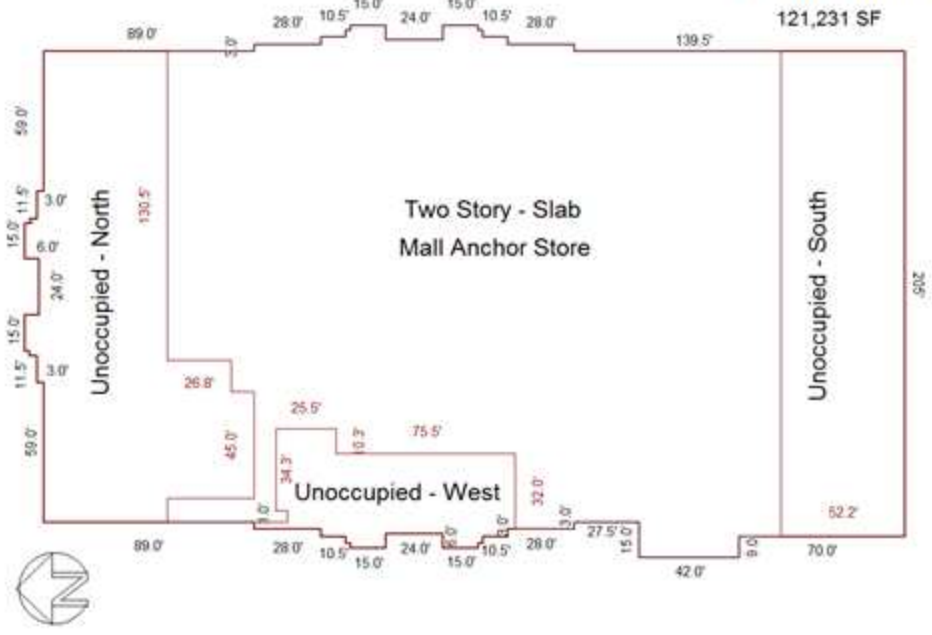 15.0' 15.0'
28.0' 10.5' 24.0' 10.5' 28.0' 121,231 SF
89.0' 3.0' 139.5'
59.0'
11.5' 3.0' 130.5' Two Story - Slab
15.0' 6.0' Mall Anchor Store
24.0' Unoccupied - North Unoccupied - South 205'
15.0'
11.5' 3.0' 26.8'
25.5' 75.5'
59.0' 45.0' 34.3' 10.3'
Unoccupied - West 32.0' 52.2'
3.0' 3.0' 3.0'
89.0' 28.0' 10.5' 24.0' 10.5' 28.0' 27.5' 15.0' 9.0 70.0'
15.0' 15.0' 42.0'
N